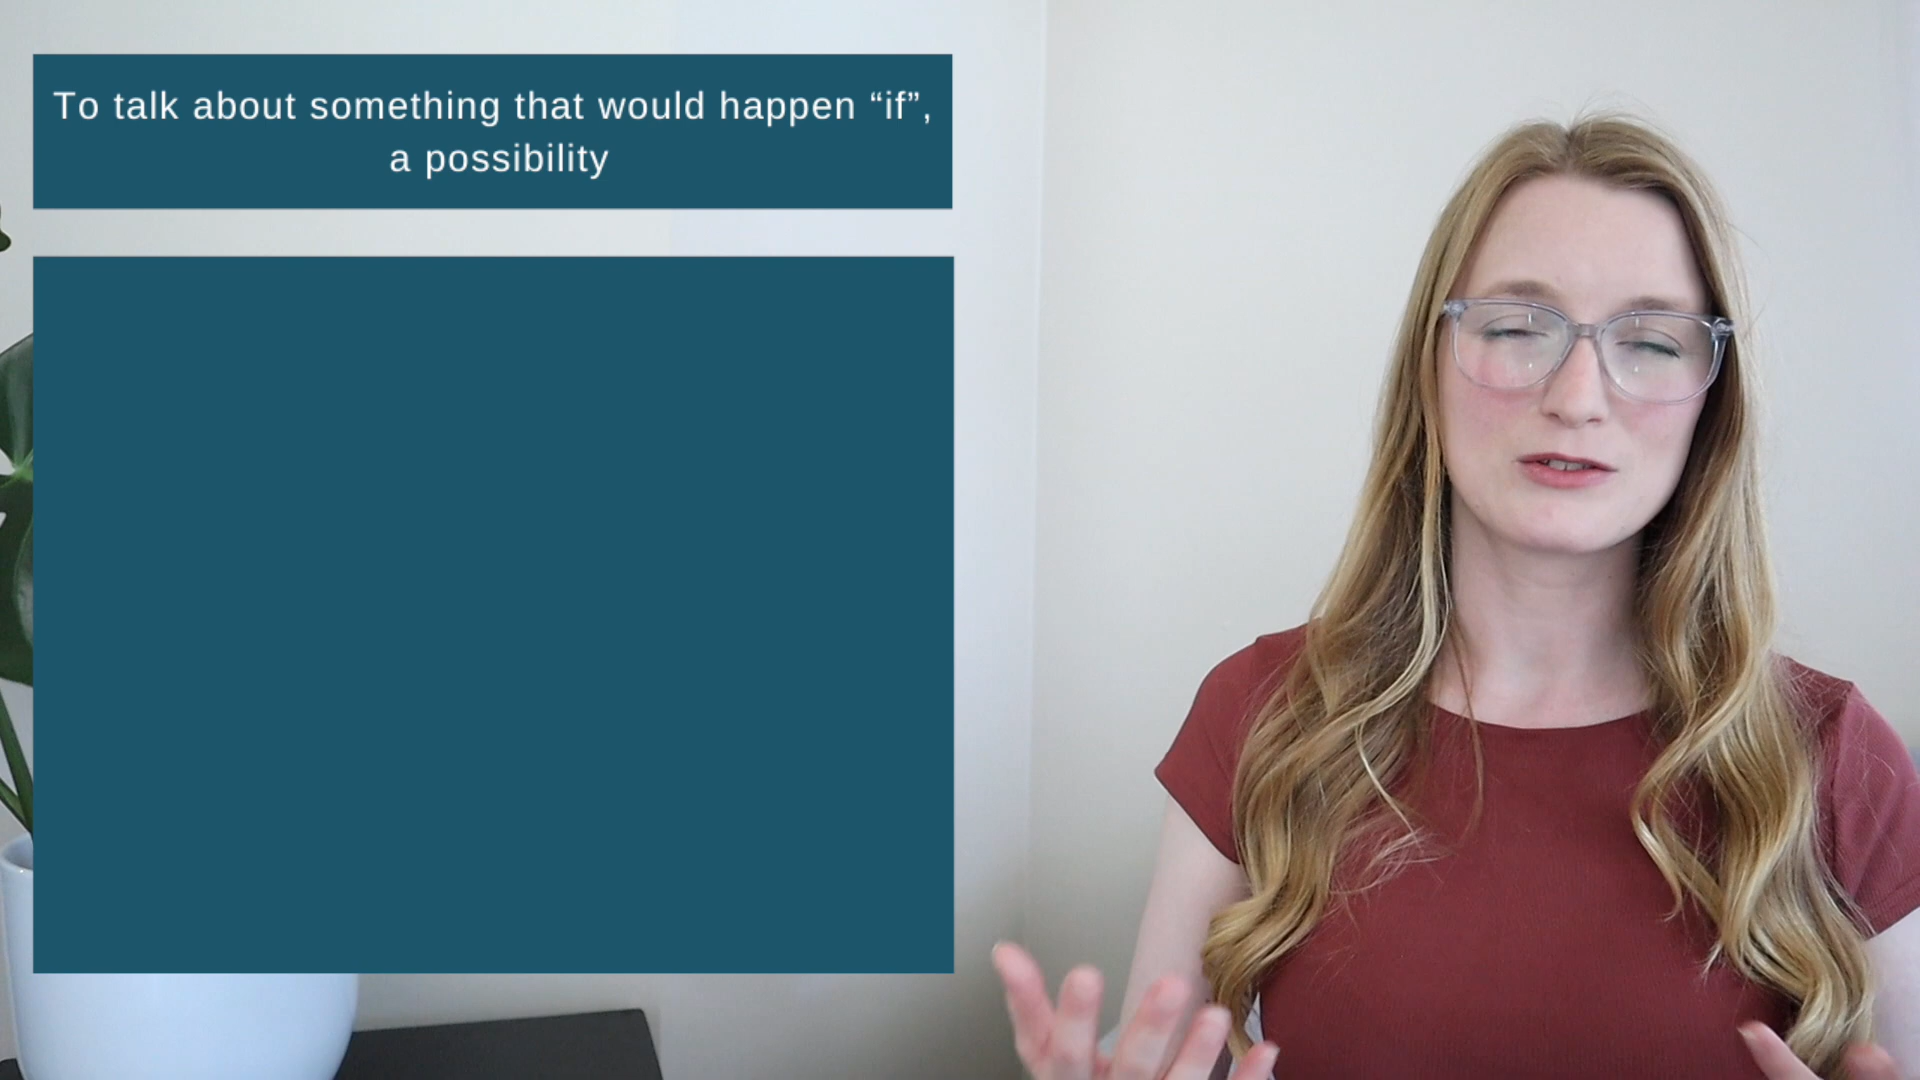 To talk about something that would happen “if”,
a possibility